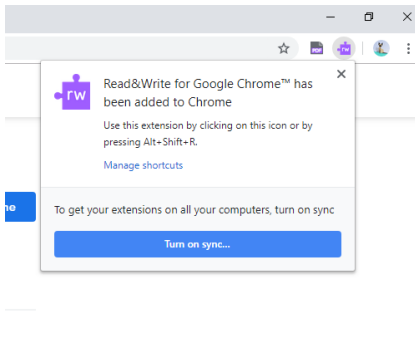 PDF
rw
rw
Read&Write for Google Chrome™ has
been added to Chrome
Use this extension by clicking on this icon or by
pressing Alt+Shift+R.
Manage shortcuts
To get your extensions on all your computers, turn on sync
Turn on sync...